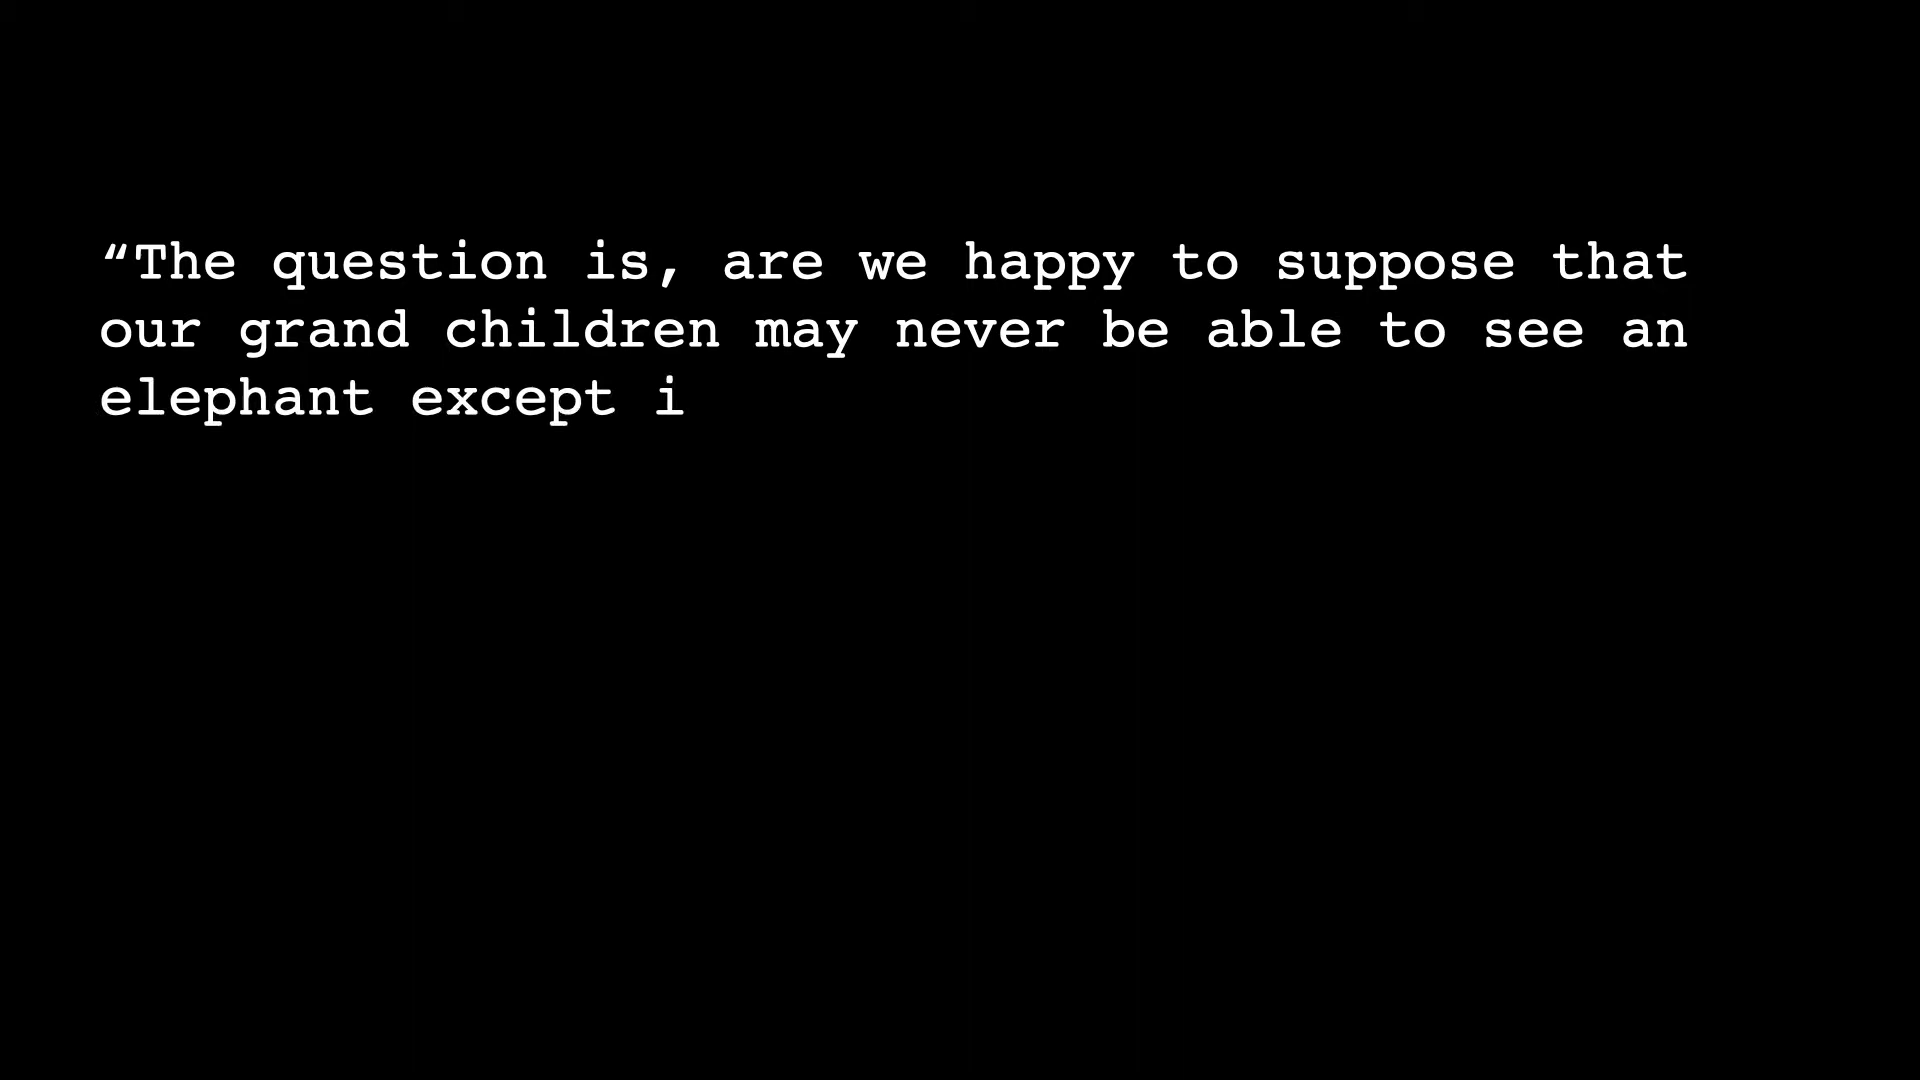 “The question is, are we happy to suppose that
our grand children may never be able to see an
elephant except i